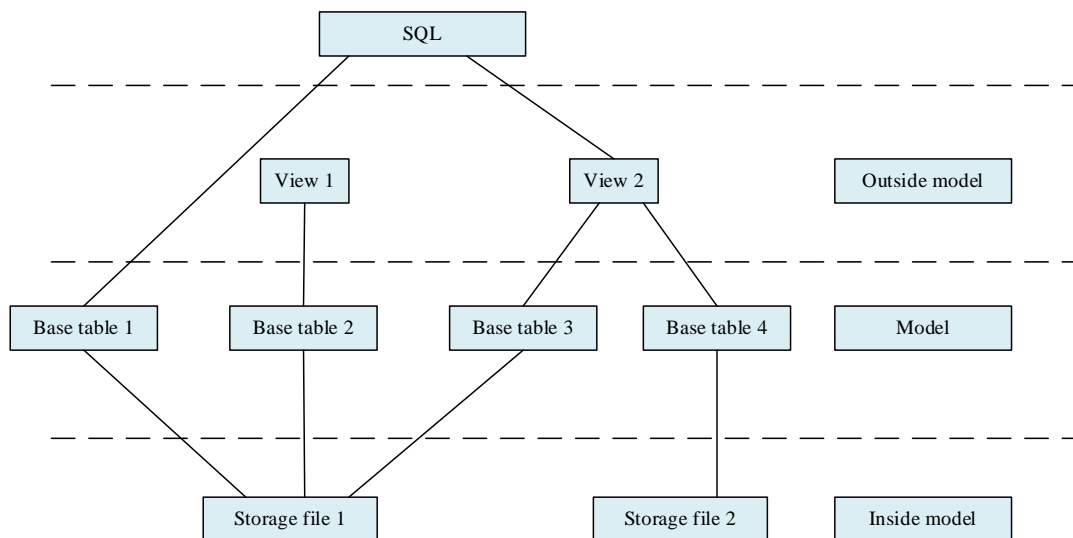 SQL
View 1
View 2
Outside model
Base table 1
Base table 2
Base table 3
Base table 4
Model
Storage file 1
Storage file 2
Inside model